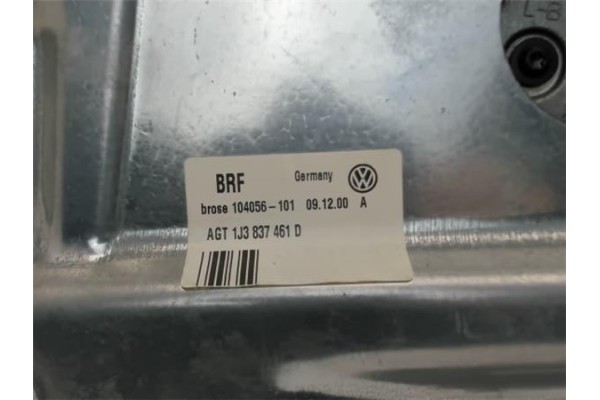 L-B
BRF Germany
brose 104056-101 09.12.00 A
AGT 1J3 837 461 D